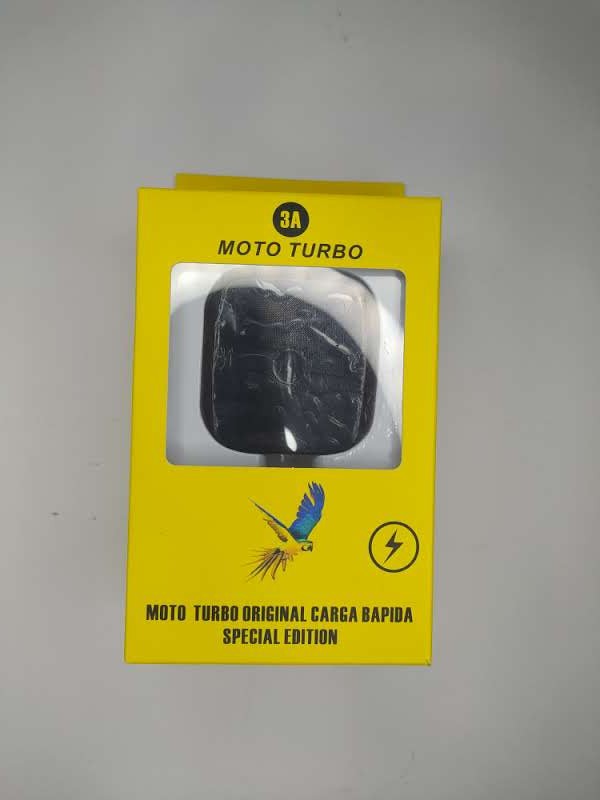 3A
MOTO TURBO
MOTO TURBO ORIGINAL CARGA BAPIDA
SPECIAL EDITION